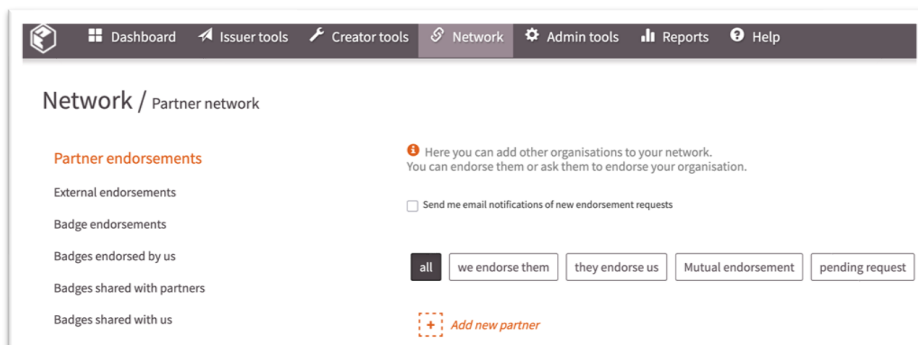 Dashboard Issuer tools Creator tools Network Admin tools Reports Help
Network / Partner network
Partner endorsements
External endorsements
Badge endorsements
Badges endorsed by us
Badges shared with partners
Badges shared with us
Here you can add other organisations to your network.
You can endorse them or ask them to endorse your organisation.
Send me email notifications of new endorsement requests
all we endorse them they endorse us Mutual endorsement pending request
Add new partner